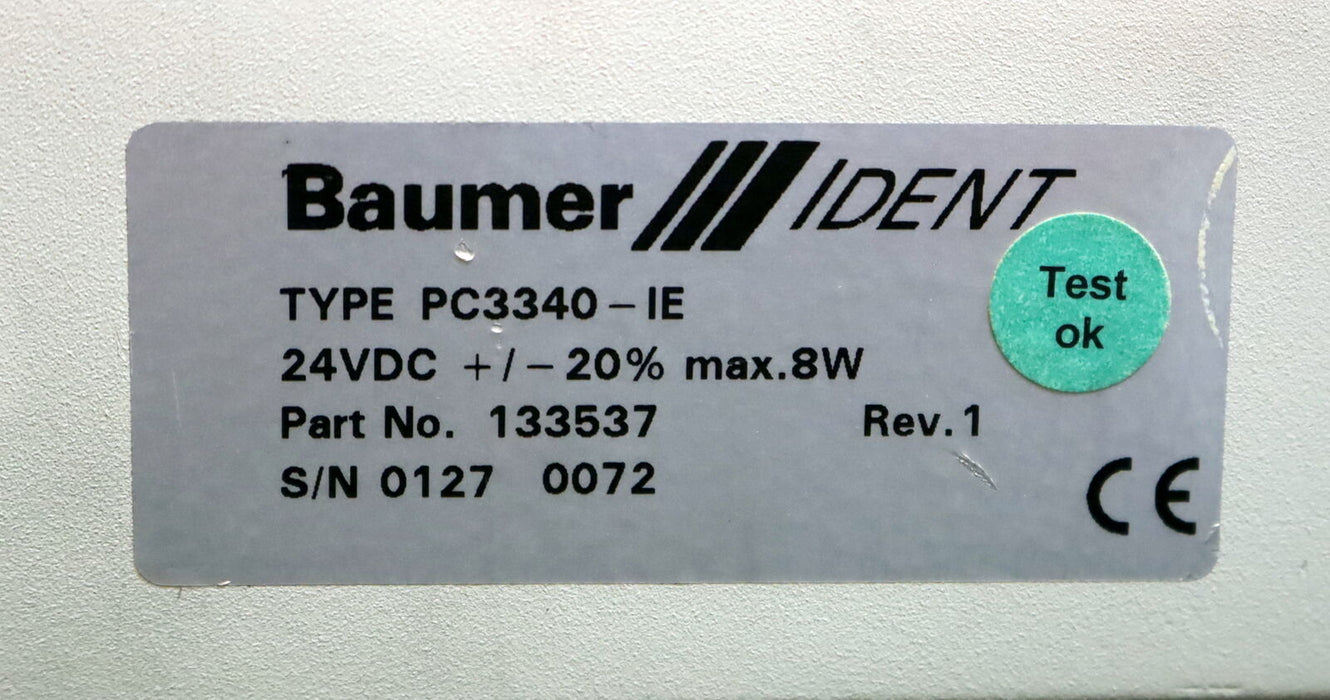 Baumer IDENT
TYPE PC3340-IE
24VDC +/-20% max.8W
Part No. 133537 Rev.1
S/N 0127 0072
Test
ok
CE